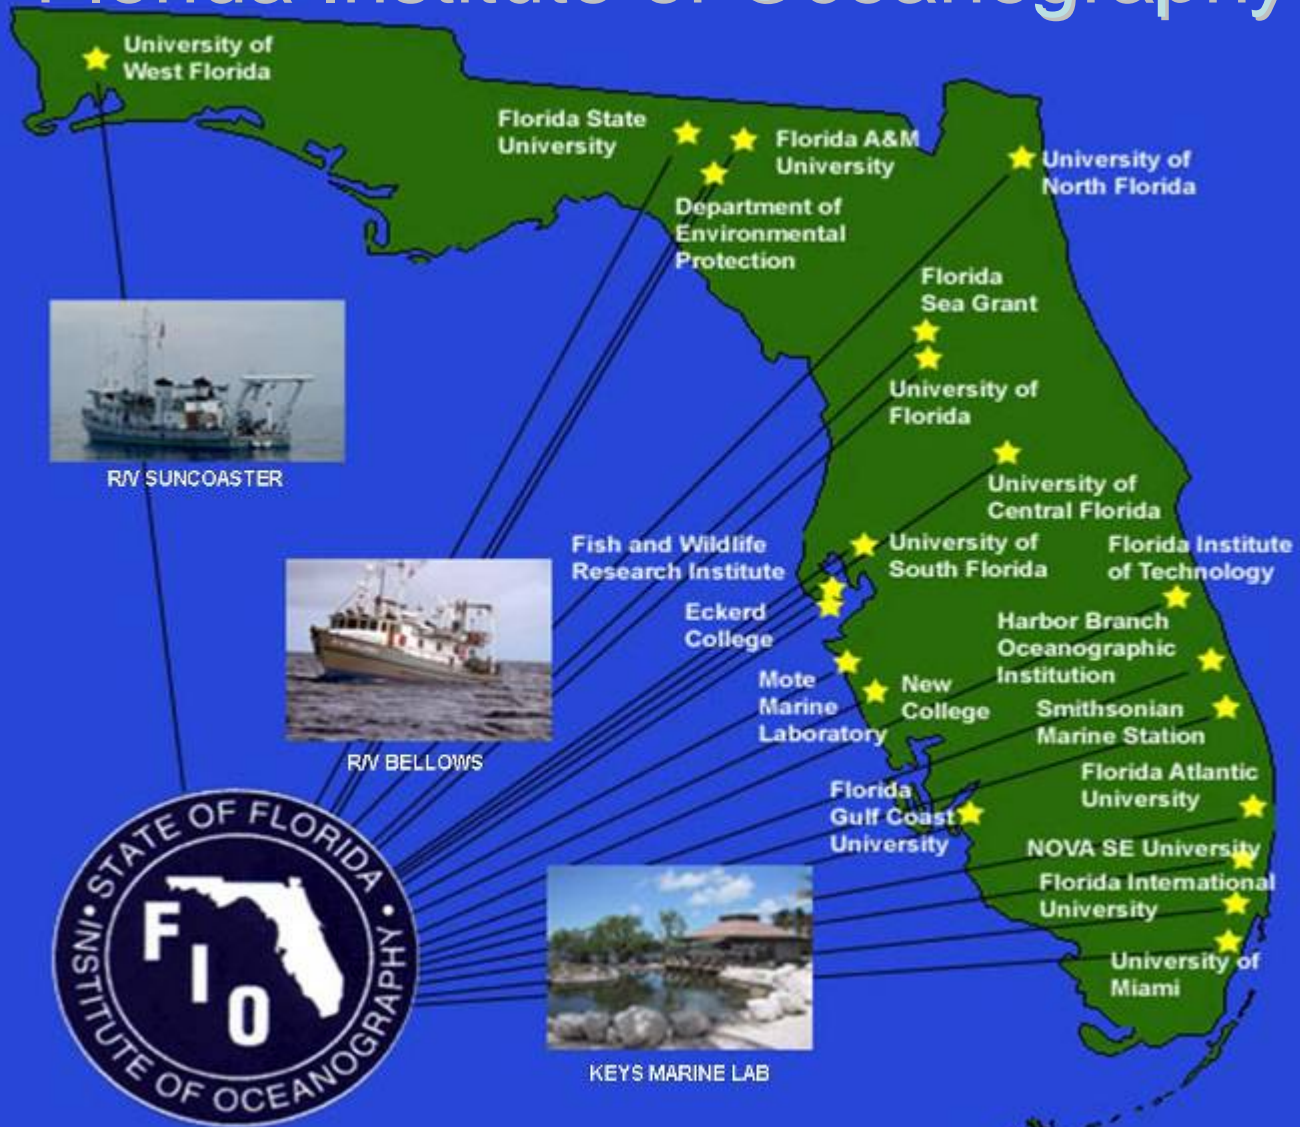 Florida Institute of Oceanography
University of
West Florida
Florida State
University
Florida A&M
University
University of
North Florida
Department of
Environmental
Protection
Florida
Sea Grant
University of
Florida
R/V SUNCOASTER
University of
Central Florida
Fish and Wildlife
Research Institute
University of
South Florida
Florida Institute
of Technology
Eckerd
College
Harbor Branch
Oceanographic
Institution
Mote
Marine
Laboratory
New
College
Smithsonian
Marine Station
R/V BELLOWS
Florida Atlantic
University
Florida
Gulf Coast
University
NOVA SE University
Florida International
University
University of
Miami
STATE OF FLORIDA
INSTITUTE OF OCEANOGRAPHY
F
I
O
KEYS MARINE LAB